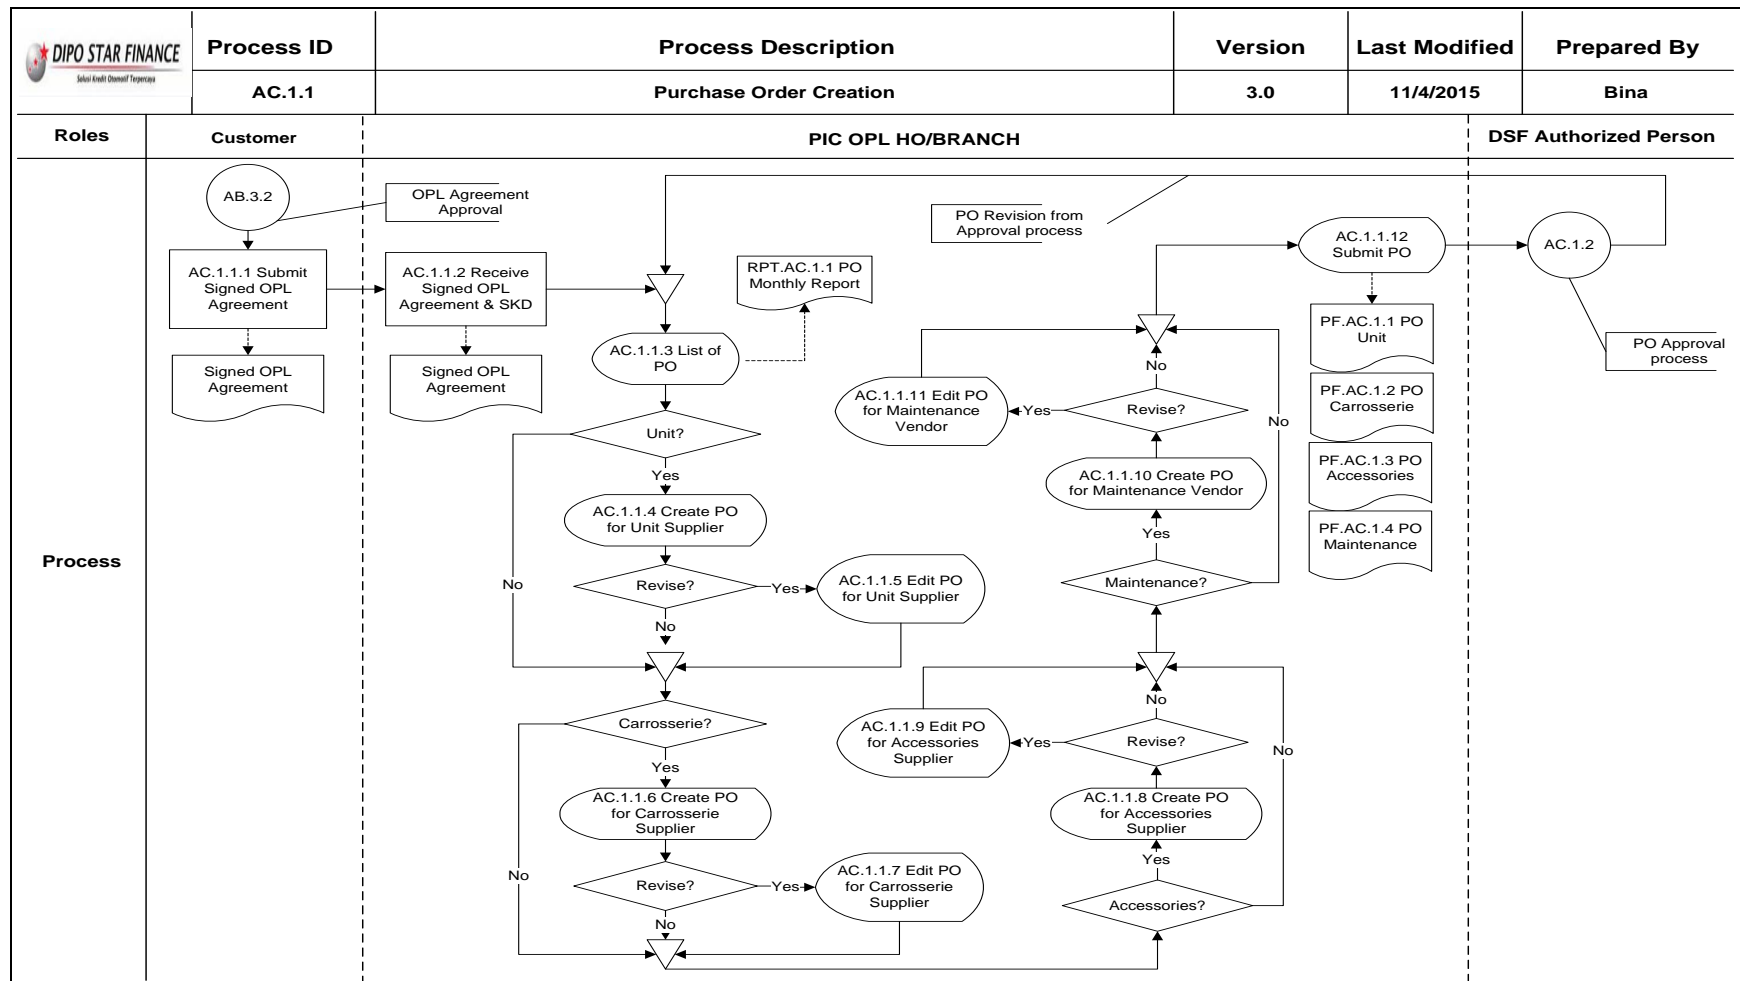 DIPO STAR FINANCE
Solusi Kredit Otomotif Terpercaya
Process ID
Process Description
Version
Last Modified
Prepared By
AC.1.1
Purchase Order Creation
3.0
11/4/2015
Bina
Roles
Customer
PIC OPL HO/BRANCH
DSF Authorized Person
Process
AB.3.2
OPL Agreement
Approval
AC.1.1.1 Submit
Signed OPL
Agreement
Signed OPL
Agreement
AC.1.1.2 Receive
Signed OPL
Agreement & SKD
Signed OPL
Agreement
RPT.AC.1.1 PO
Monthly Report
AC.1.1.3 List of
PO
Unit?
Yes
No
AC.1.1.4 Create PO
for Unit Supplier
Revise?
Yes
AC.1.1.5 Edit PO
for Unit Supplier
No
Carrosserie?
Yes
No
AC.1.1.6 Create PO
for Carrosserie
Supplier
Revise?
Yes
AC.1.1.7 Edit PO
for Carrosserie
Supplier
No
Accessories?
Yes
No
AC.1.1.8 Create PO
for Accessories
Supplier
Revise?
Yes
AC.1.1.9 Edit PO
for Accessories
Supplier
No
Maintenance?
Yes
No
AC.1.1.10 Create PO
for Maintenance Vendor
Revise?
Yes
AC.1.1.11 Edit PO
for Maintenance
Vendor
No
PO Revision from
Approval process
AC.1.1.12
Submit PO
PF.AC.1.1 PO
Unit
PF.AC.1.2 PO
Carrosserie
PF.AC.1.3 PO
Accessories
PF.AC.1.4 PO
Maintenance
AC.1.2
PO Approval
process